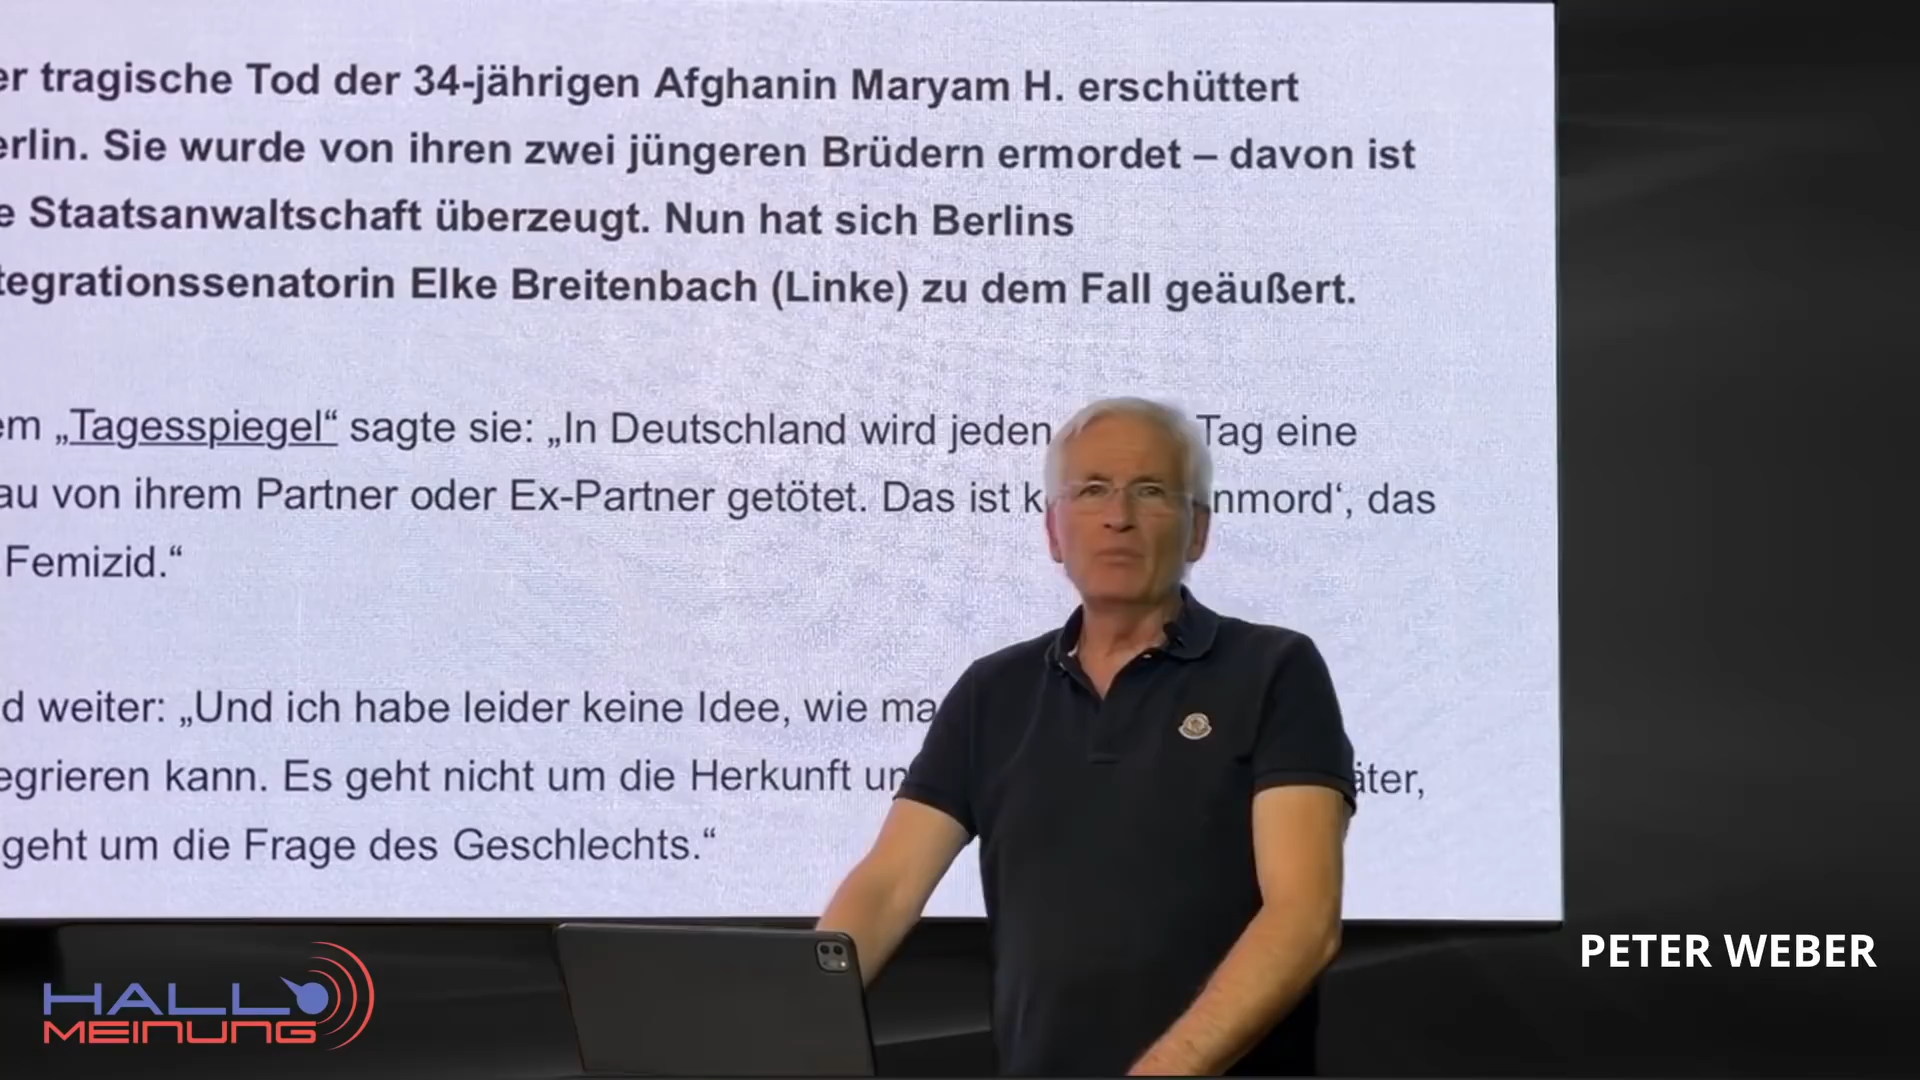 er tragische Tod der 34-jährigen Afghanin Maryam H. erschüttert
erlin. Sie wurde von ihren zwei jüngeren Brüdern ermordet – davon ist
e Staatsanwaltschaft überzeugt. Nun hat sich Berlins
tegrationssenatorin Elke Breitenbach (Linke) zu dem Fall geäußert.
em „Tagesspiegel“ sagte sie: „In Deutschland wird jeden Tag eine
au von ihrem Partner oder Ex-Partner getötet. Das ist k nmord‘, das
Femizid.“
d weiter: „Und ich habe leider keine Idee, wie ma
egrieren kann. Es geht nicht um die Herkunft un äter,
geht um die Frage des Geschlechts.“
PETER WEBER
HALLO
MEINUNG